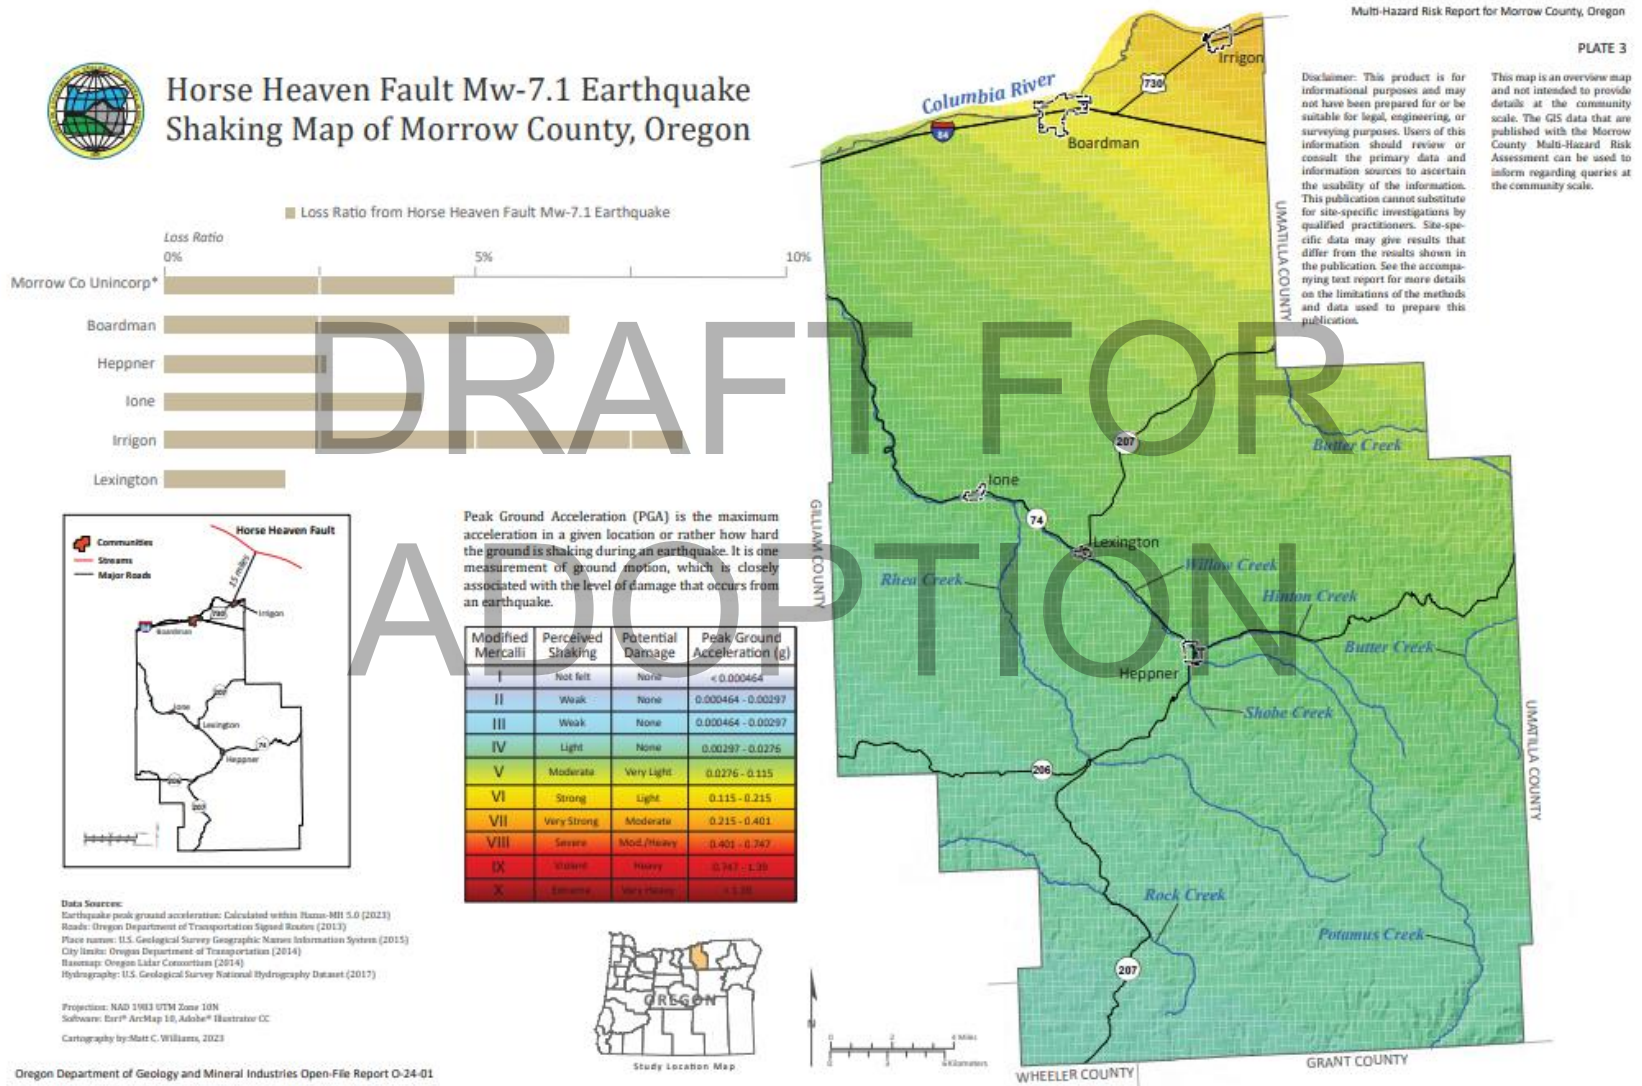 Multi-Hazard Risk Report for Morrow County, Oregon
PLATE 3
Horse Heaven Fault Mw-7.1 Earthquake
Shaking Map of Morrow County, Oregon
Disclaimer: This product is for
informational purposes and may
not have been prepared for or be
suitable for legal, engineering, or
surveying purposes. Users of this
information should review or
consult the primary data and
information sources to ascertain
the usability of the information.
This publication cannot substitute
for site-specific investigations by
qualified practitioners. Site-spe-
cific data may give results that
differ from the results shown in
the publication. See the accompa-
nying text report for more details
on the limitations of the methods
and data used to prepare this
publication.
This map is an overview map
and not intended to provide
details at the community
scale. The GIS data that are
published with the Morrow
County Multi-Hazard Risk
Assessment can be used to
inform regarding queries at
the community scale.
Loss Ratio from Horse Heaven Fault Mw-7.1 Earthquake
Loss Ratio
0% 5% 10%
Morrow Co Unincorp*
Boardman
Heppner
Ione
Irrigon
Lexington
DRAFT FOR
ADOPTION
Horse Heaven Fault
Communities
Streams
Major Roads
15 miles
Irrigon
730
Boardman
207
Ione
Lexington
74
Heppner
206
207
Peak Ground Acceleration (PGA) is the maximum
acceleration in a given location or rather how hard
the ground is shaking during an earthquake. It is one
measurement of ground motion, which is closely
associated with the level of damage that occurs from
an earthquake.
Modified Mercalli Perceived Shaking Potential Damage Peak Ground Acceleration (g)
I Not felt None < 0.000464
II Weak None 0.000464 - 0.00297
III Weak None 0.000464 - 0.00297
IV Light None 0.00297 - 0.0276
V Moderate Very Light 0.0276 - 0.115
VI Strong Light 0.115 - 0.215
VII Very Strong Moderate 0.215 - 0.401
VIII Severe Mod./Heavy 0.401 - 0.747
IX Violent Heavy 0.747 - 1.39
X Extreme Very Heavy
Columbia River
Irrigon
730
84
Boardman
UMATILLA COUNTY
207
Butter Creek
Ione
74
GILLIAM COUNTY
Lexington
Rhea Creek
Willow Creek
Hinton Creek
Butter Creek
Heppner
Shobe Creek
UMATILLA COUNTY
206
Rock Creek
Potamus Creek
207
WHEELER COUNTY
GRANT COUNTY
Data Sources:
Earthquake peak ground acceleration: Calculated within Hazus-MH 5.0 (2023)
Roads: Oregon Department of Transportation Signed Routes (2013)
Place names: U.S. Geological Survey Geographic Names Information System (2015)
City limits: Oregon Department of Transportation (2014)
Basemap: Oregon Lidar Consortium (2014)
Hydrography: U.S. Geological Survey National Hydrography Dataset (2017)
Projection: NAD 1983 UTM Zone 10N
Software: Esri® ArcMap 10, Adobe® Illustrator CC
Cartography by:Matt C. Williams, 2023
OREGON
Study Location Map
0 2 4 Miles
Kilometers
Oregon Department of Geology and Mineral Industries Open-File Report O-24-01